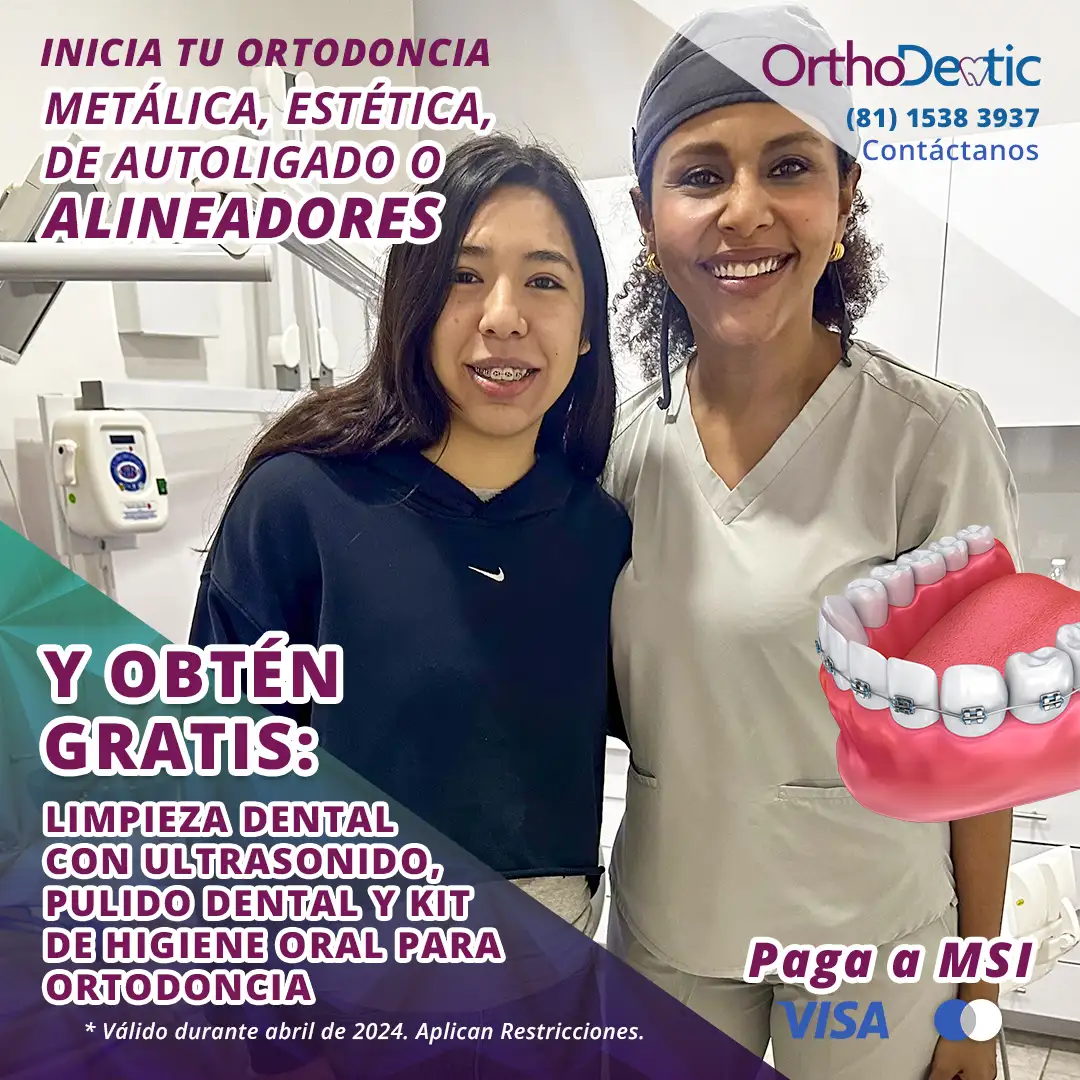 INICIA TU ORTODONCIA
METÁLICA, ESTÉTICA,
DE AUTOLIGADO O
ALINEADORES
OrthoDentic
(81) 1538 3937
Contáctanos
Y OBTÉN
GRATIS:
LIMPIEZA DENTAL
CON ULTRASONIDO,
PULIDO DENTAL Y KIT
DE HIGIENE ORAL PARA
ORTODONCIA
* Válido durante abril de 2024. Aplican Restricciones.
Paga a MSI
VISA